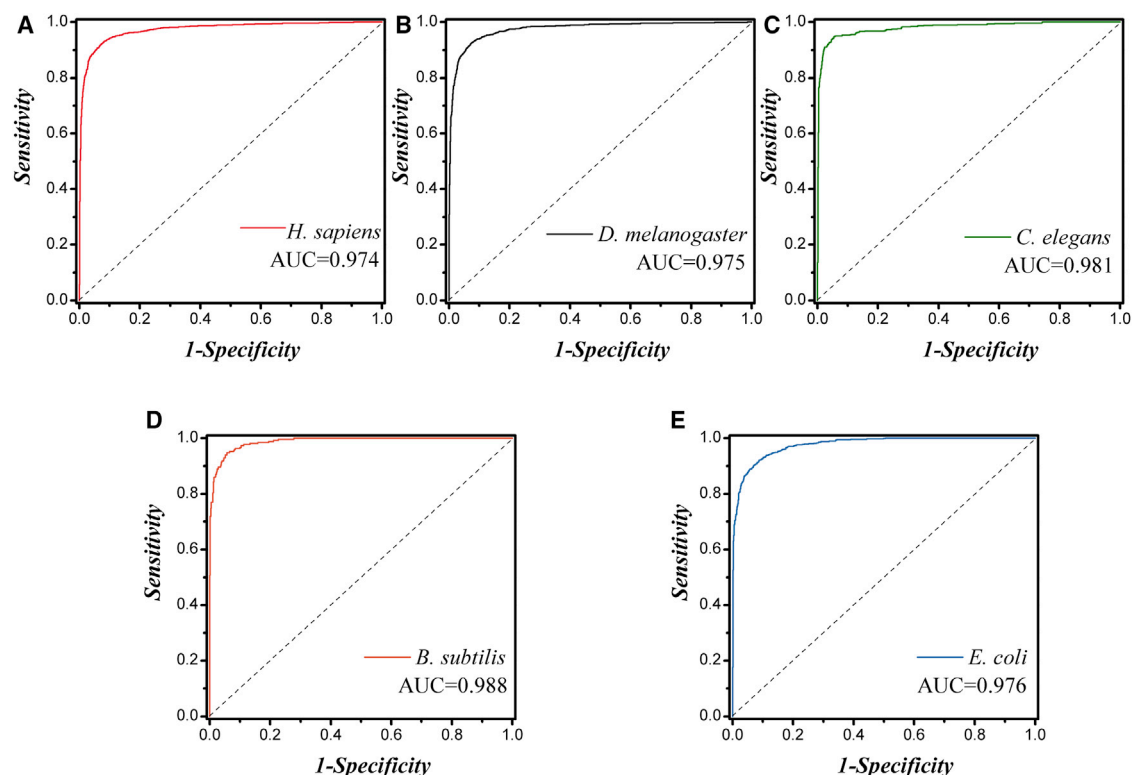 A
1.0
0.8
0.6
0.4
0.2
0.0
Sensitivity
H. sapiens
AUC=0.974
0.0 0.2 0.4 0.6 0.8 1.0
1-Specificity
B
1.0
0.8
0.6
0.4
0.2
0.0
Sensitivity
D. melanogaster
AUC=0.975
0.0 0.2 0.4 0.6 0.8 1.0
1-Specificity
C
1.0
0.8
0.6
0.4
0.2
0.0
Sensitivity
C. elegans
AUC=0.981
0.0 0.2 0.4 0.6 0.8 1.0
1-Specificity
D
1.0
0.8
0.6
0.4
0.2
0.0
Sensitivity
B. subtilis
AUC=0.988
0.0 0.2 0.4 0.6 0.8 1.0
1-Specificity
E
1.0
0.8
0.6
0.4
0.2
0.0
Sensitivity
E. coli
AUC=0.976
0.0 0.2 0.4 0.6 0.8 1.0
1-Specificity